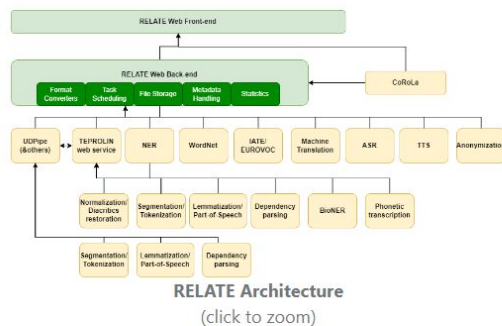 RELATE Web Front-end
RELATE Web Back-end
Format
Converters
Task
Scheduling
File Storage
Metadata
Handling
Statistics
CoRoLa
UDPipe
(&others)
TEPROLIN
web service
NER
WordNet
IATE/
EUROVOC
Machine
Translation
ASR
TTS
Anonymization
Normalization/
Diacritics
restoration
Segmentation/
Tokenization
Lemmatization/
Part-of-Speech
Dependency
parsing
BioNER
Phonetic
transcription
Segmentation/
Tokenization
Lemmatization/
Part-of-Speech
Dependency
parsing
RELATE Architecture
(click to zoom)